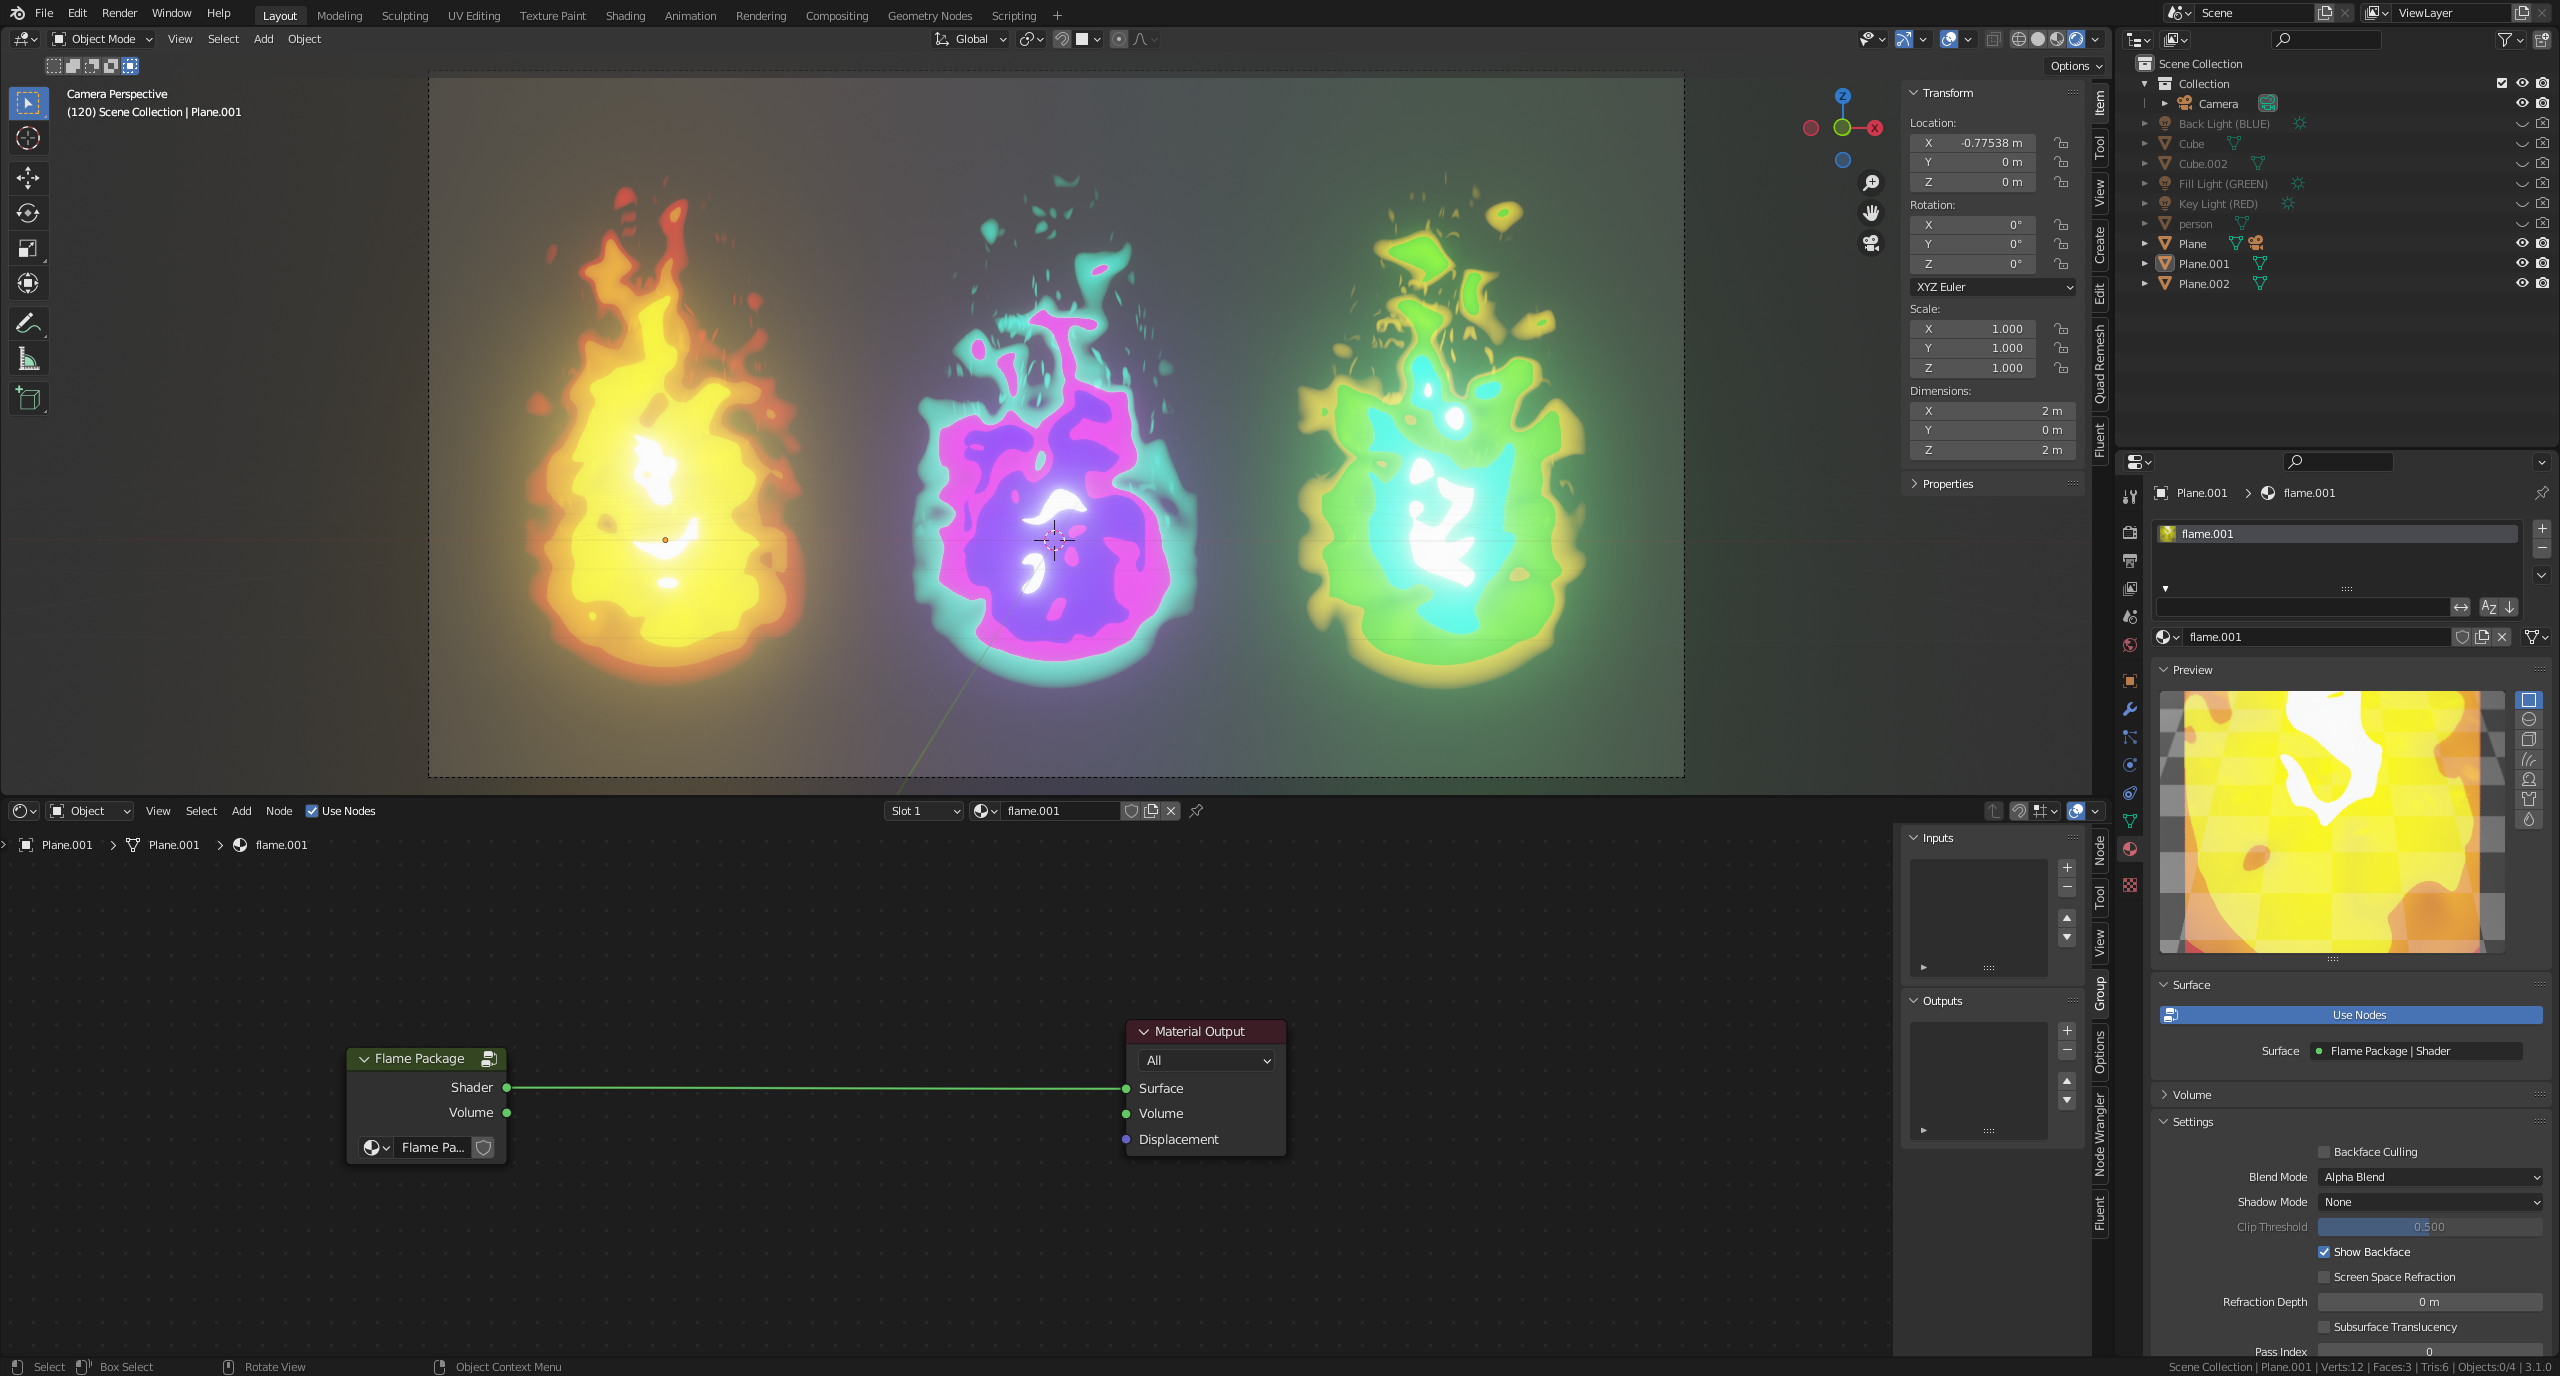 File Edit Render Window Help Layout Modeling Sculpting UV Editing Texture Paint Shading Animation Rendering Compositing Geometry Nodes Scripting + Scene ViewLayer
Object Mode View Select Add Object Global
Options
Camera Perspective
(120) Scene Collection | Plane.001
Z
X
Transform
Location:
X -0.77538 m
Y 0 m
Z 0 m
Rotation:
X 0°
Y 0°
Z 0°
XYZ Euler
Scale:
X 1.000
Y 1.000
Z 1.000
Dimensions:
X 2 m
Y 0 m
Z 2 m
Properties
Item
Tool
View
Create
Edit
Quad Remesh
Fluent
Scene Collection
Collection
Camera
Back Light (BLUE)
Cube
Cube.002
Fill Light (GREEN)
Key Light (RED)
person
Plane
Plane.001
Plane.002
Plane.001 > flame.001
flame.001
AZ
flame.001
Preview
Surface
Use Nodes
Surface Flame Package | Shader
Volume
Settings
Backface Culling
Blend Mode Alpha Blend
Shadow Mode None
Clip Threshold 0.500
Show Backface
Screen Space Refraction
Refraction Depth 0 m
Subsurface Translucency
Pass Index 0
Object View Select Add Node Use Nodes Slot 1 flame.001
Plane.001 > Plane.001 > flame.001
Flame Package
Shader
Volume
Flame Pa...
Material Output
All
Surface
Volume
Displacement
Inputs
Outputs
Node
Tool
View
Group
Options
Node Wrangler
Fluent
Select Box Select Rotate View Object Context Menu
Scene Collection | Plane.001 | Verts:12 | Faces:3 | Tris:6 | Objects:0/4 | 3.1.0